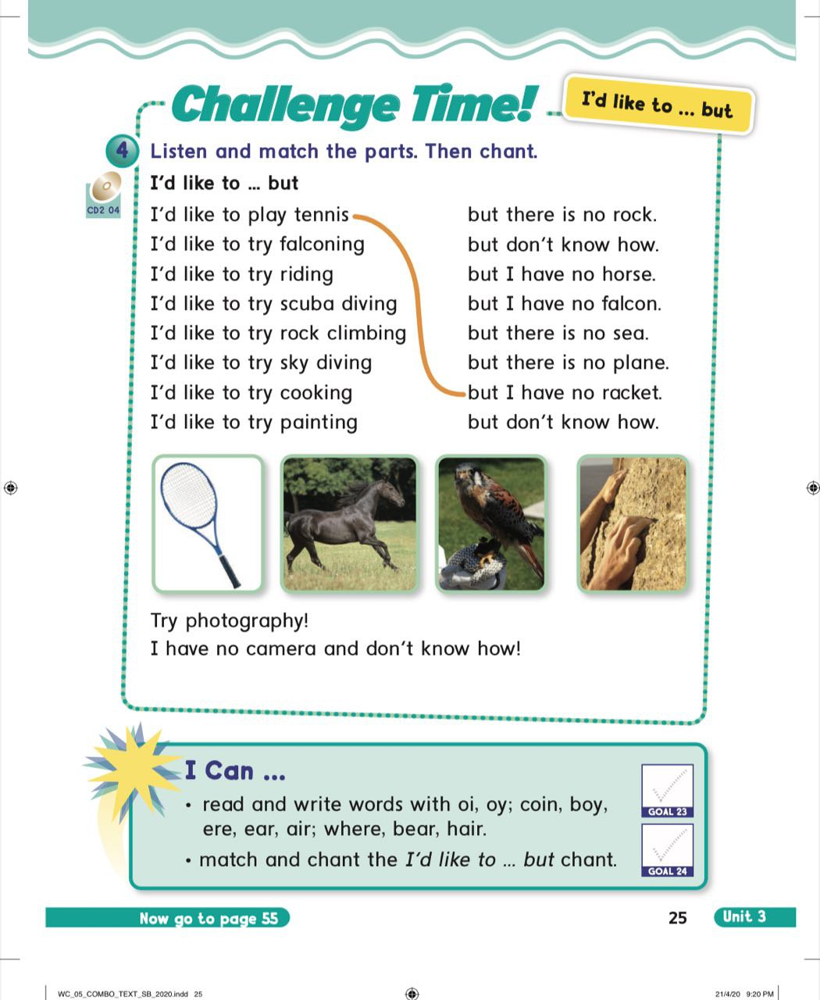 Challenge Time!
I'd like to ... but
4 Listen and match the parts. Then chant.
CD2 04
I'd like to ... but
I'd like to play tennis
I'd like to try falconing
I'd like to try riding
I'd like to try scuba diving
I'd like to try rock climbing
I'd like to try sky diving
I'd like to try cooking
I'd like to try painting
but there is no rock.
but don't know how.
but I have no horse.
but I have no falcon.
but there is no sea.
but there is no plane.
but I have no racket.
but don't know how.
Try photography!
I have no camera and don't know how!
I Can ...
• read and write words with oi, oy; coin, boy,
ere, ear, air; where, bear, hair.
GOAL 23
• match and chant the I'd like to ... but chant.
GOAL 24
Now go to page 55
25
Unit 3
WC_05_COMBO_TEXT_SB_2020.indd 25
21/4/20 9:20 PM